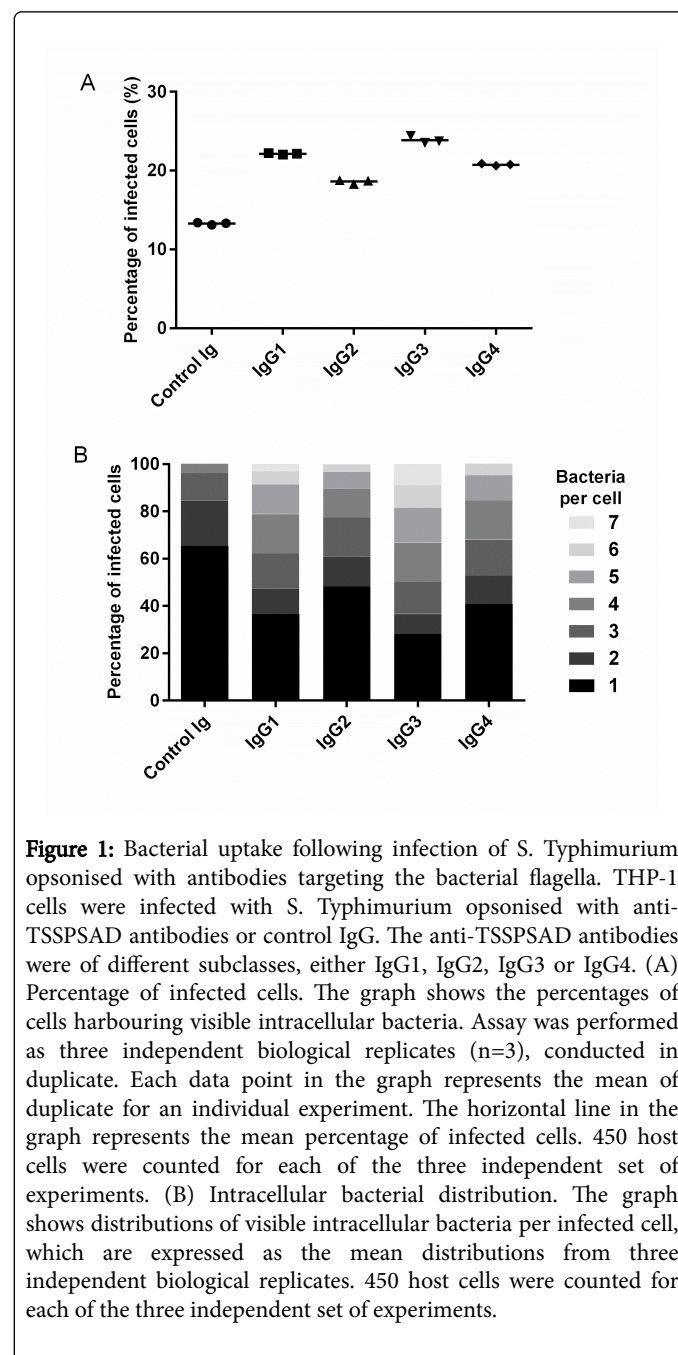 A
Percentage of infected cells (%)
30
20
10
0
Control Ig
IgG1
IgG2
IgG3
IgG4
B
Percentage of infected cells
100
80
60
40
20
0
Control Ig
IgG1
IgG2
IgG3
IgG4
Bacteria
per cell
7
6
5
4
3
2
1
Figure 1: Bacterial uptake following infection of S. Typhimurium
opsonised with antibodies targeting the bacterial flagella. THP-1
cells were infected with S. Typhimurium opsonised with anti-
TSSPSAD antibodies or control IgG. The anti-TSSPSAD antibodies
were of different subclasses, either IgG1, IgG2, IgG3 or IgG4. (A)
Percentage of infected cells. The graph shows the percentages of
cells harbouring visible intracellular bacteria. Assay was performed
as three independent biological replicates (n=3), conducted in
duplicate. Each data point in the graph represents the mean of
duplicate for an individual experiment. The horizontal line in the
graph represents the mean percentage of infected cells. 450 host
cells were counted for each of the three independent set of
experiments. (B) Intracellular bacterial distribution. The graph
shows distributions of visible intracellular bacteria per infected cell,
which are expressed as the mean distributions from three
independent biological replicates. 450 host cells were counted for
each of the three independent set of experiments.